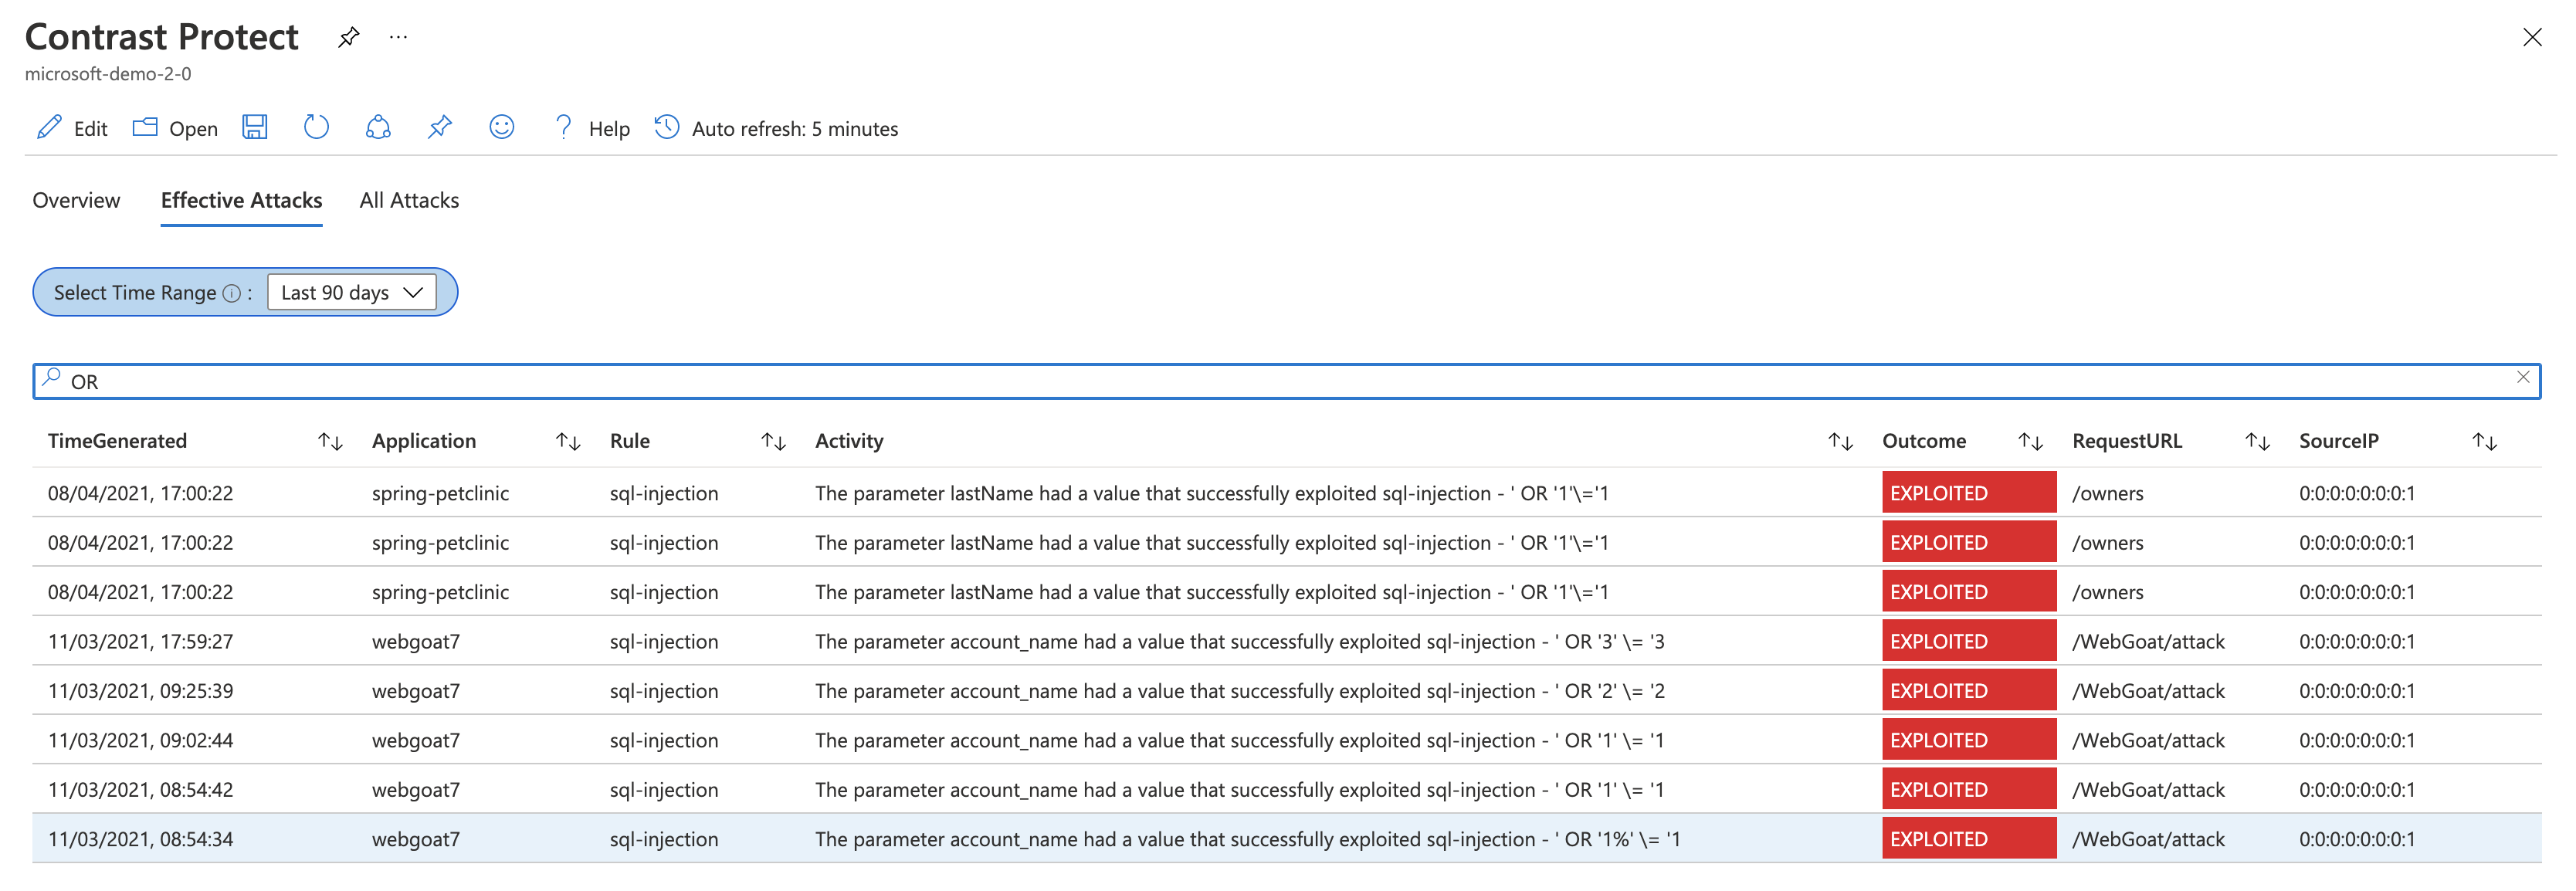 Contrast Protect ...
microsoft-demo-2-0
Edit Open Help Auto refresh: 5 minutes
Overview Effective Attacks All Attacks
Select Time Range : Last 90 days
OR
TimeGenerated Application Rule Activity Outcome RequestURL SourceIP
08/04/2021, 17:00:22 spring-petclinic sql-injection The parameter lastName had a value that successfully exploited sql-injection - ' OR '1'\='1 EXPLOITED /owners 0:0:0:0:0:0:0:1
08/04/2021, 17:00:22 spring-petclinic sql-injection The parameter lastName had a value that successfully exploited sql-injection - ' OR '1'\='1 EXPLOITED /owners 0:0:0:0:0:0:0:1
08/04/2021, 17:00:22 spring-petclinic sql-injection The parameter lastName had a value that successfully exploited sql-injection - ' OR '1'\='1 EXPLOITED /owners 0:0:0:0:0:0:0:1
11/03/2021, 17:59:27 webgoat7 sql-injection The parameter account_name had a value that successfully exploited sql-injection - ' OR '3' \= '3 EXPLOITED /WebGoat/attack 0:0:0:0:0:0:0:1
11/03/2021, 09:25:39 webgoat7 sql-injection The parameter account_name had a value that successfully exploited sql-injection - ' OR '2' \= '2 EXPLOITED /WebGoat/attack 0:0:0:0:0:0:0:1
11/03/2021, 09:02:44 webgoat7 sql-injection The parameter account_name had a value that successfully exploited sql-injection - ' OR '1' \= '1 EXPLOITED /WebGoat/attack 0:0:0:0:0:0:0:1
11/03/2021, 08:54:42 webgoat7 sql-injection The parameter account_name had a value that successfully exploited sql-injection - ' OR '1' \= '1 EXPLOITED /WebGoat/attack 0:0:0:0:0:0:0:1
11/03/2021, 08:54:34 webgoat7 sql-injection The parameter account_name had a value that successfully exploited sql-injection - ' OR '1%' \= '1 EXPLOITED /WebGoat/attack 0:0:0:0:0:0:0:1